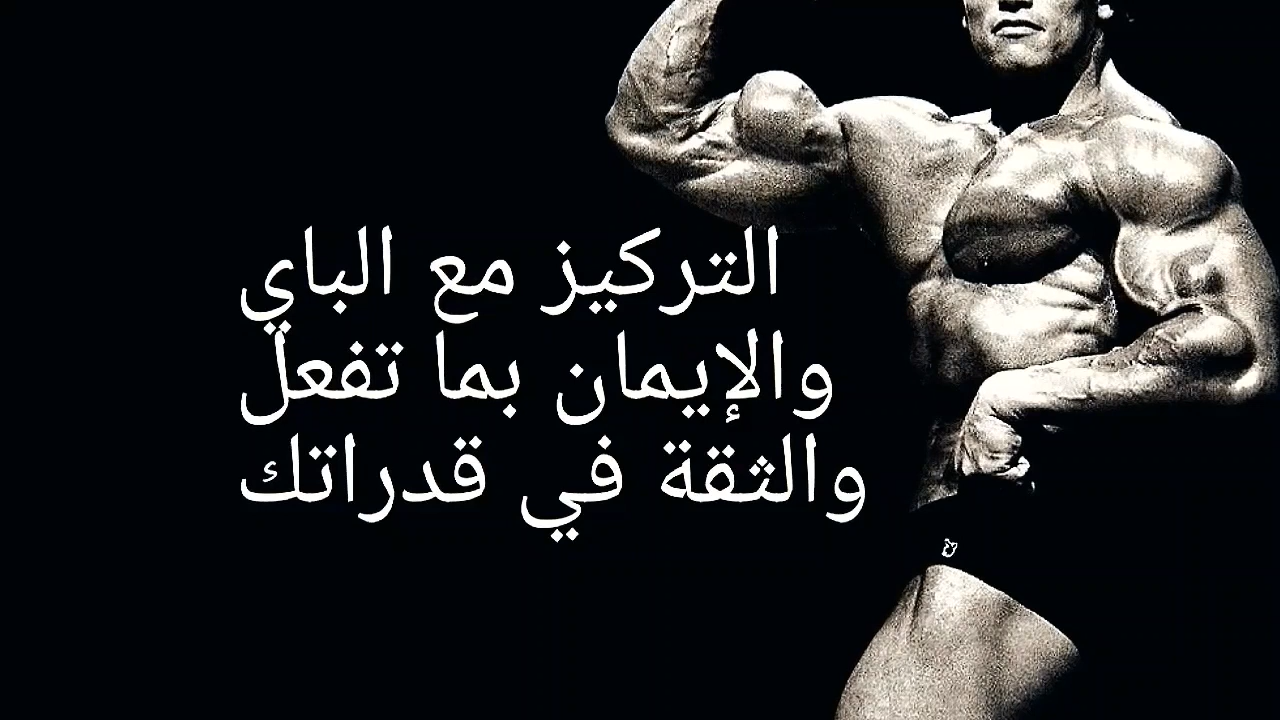 التركيز مع الباي
والإيمان بما تفعل
والثقة في قدراتك